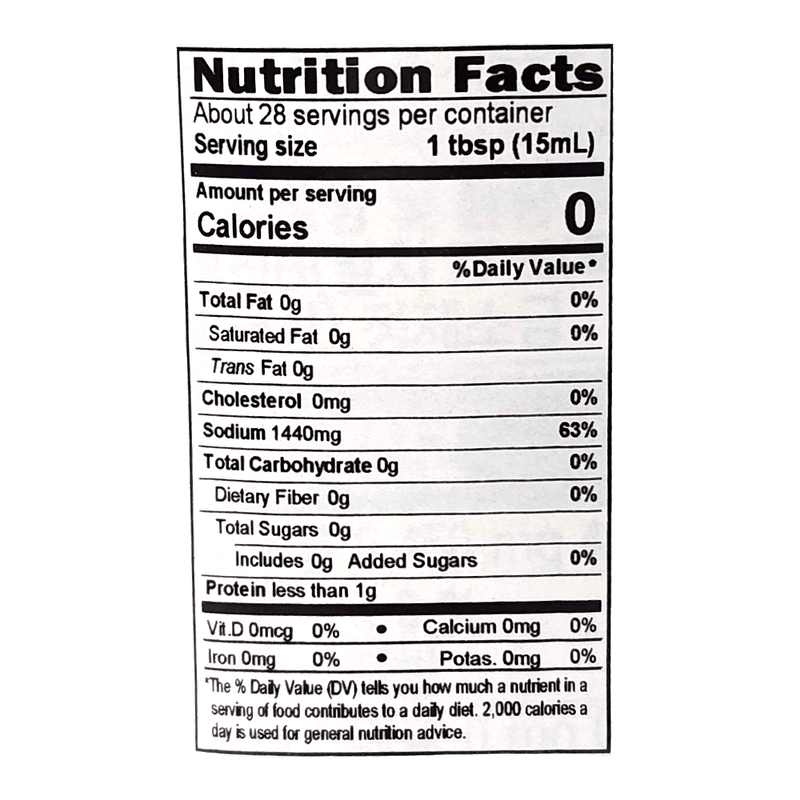 Nutrition Facts
About 28 servings per container
Serving size 1 tbsp (15mL)
Amount per serving
Calories 0
%Daily Value*
Total Fat 0g 0%
Saturated Fat 0g 0%
Trans Fat 0g
Cholesterol 0mg 0%
Sodium 1440mg 63%
Total Carbohydrate 0g 0%
Dietary Fiber 0g 0%
Total Sugars 0g
Includes 0g Added Sugars 0%
Protein less than 1g
Vit.D 0mcg 0% • Calcium 0mg 0%
Iron 0mg 0% • Potas. 0mg 0%
*The % Daily Value (DV) tells you how much a nutrient in a
serving of food contributes to a daily diet. 2,000 calories a
day is used for general nutrition advice.